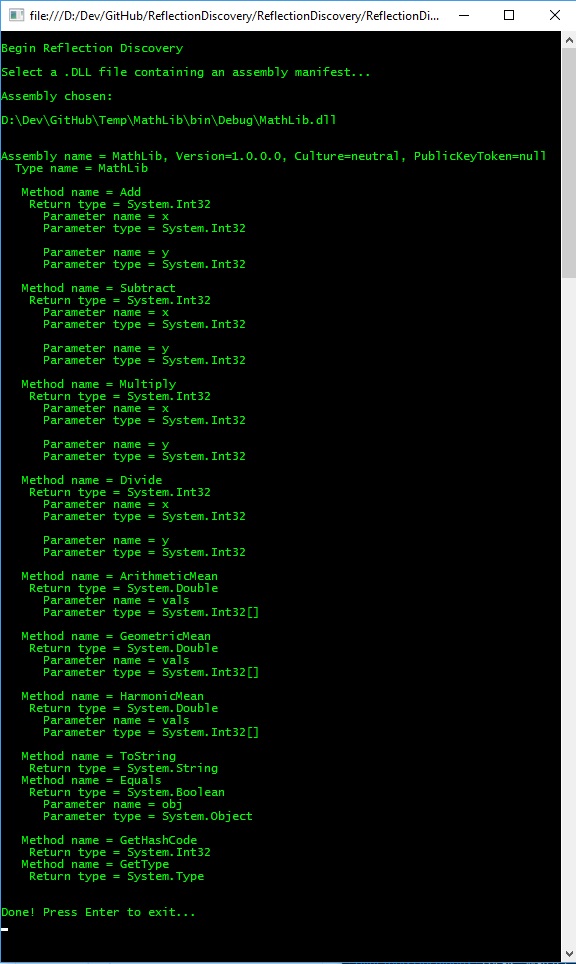 file:///D:/Dev/GitHub/ReflectionDiscovery/ReflectionDiscovery/ReflectionDi...
Begin Reflection Discovery
Select a .DLL file containing an assembly manifest...
Assembly chosen:
D:\Dev\GitHub\Temp\MathLib\bin\Debug\MathLib.dll
Assembly name = MathLib, Version=1.0.0.0, Culture=neutral, PublicKeyToken=null
Type name = MathLib
Method name = Add
Return type = System.Int32
Parameter name = x
Parameter type = System.Int32
Parameter name = y
Parameter type = System.Int32
Method name = Subtract
Return type = System.Int32
Parameter name = x
Parameter type = System.Int32
Parameter name = y
Parameter type = System.Int32
Method name = Multiply
Return type = System.Int32
Parameter name = x
Parameter type = System.Int32
Parameter name = y
Parameter type = System.Int32
Method name = Divide
Return type = System.Int32
Parameter name = x
Parameter type = System.Int32
Parameter name = y
Parameter type = System.Int32
Method name = ArithmeticMean
Return type = System.Double
Parameter name = vals
Parameter type = System.Int32[]
Method name = GeometricMean
Return type = System.Double
Parameter name = vals
Parameter type = System.Int32[]
Method name = HarmonicMean
Return type = System.Double
Parameter name = vals
Parameter type = System.Int32[]
Method name = ToString
Return type = System.String
Method name = Equals
Return type = System.Boolean
Parameter name = obj
Parameter type = System.Object
Method name = GetHashCode
Return type = System.Int32
Method name = GetType
Return type = System.Type
Done! Press Enter to exit...